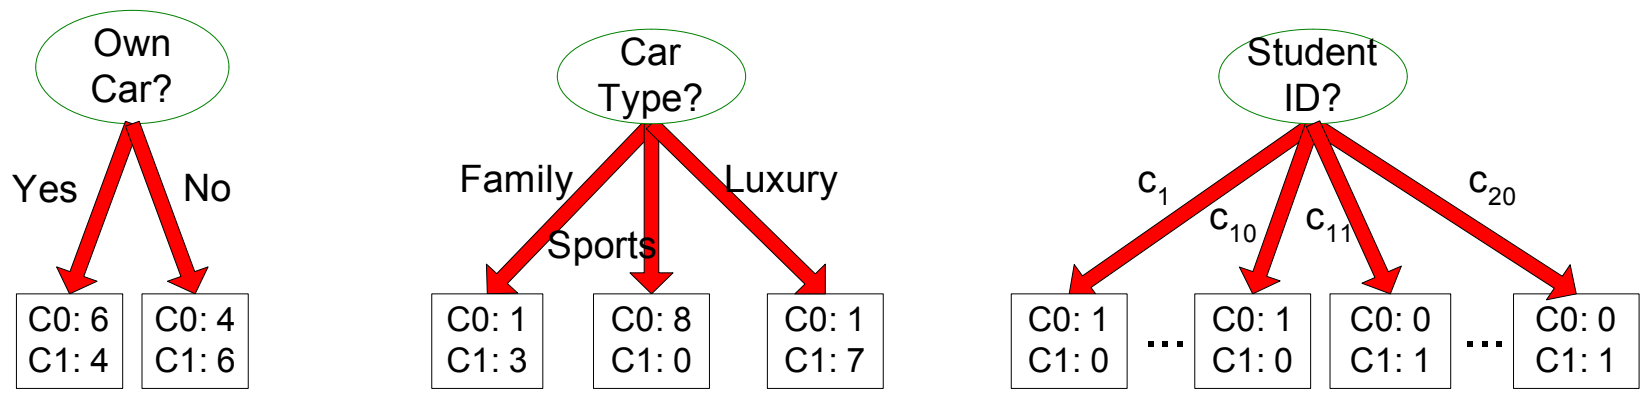 Own
Car?
Yes
No
C0: 6
C1: 4
C0: 4
C1: 6
Car
Type?
Family
Sports
Luxury
C0: 1
C1: 3
C0: 8
C1: 0
C0: 1
C1: 7
Student
ID?
c1
c10
c11
c20
C0: 1
C1: 0
...
C0: 1
C1: 0
C0: 0
C1: 1
...
C0: 0
C1: 1